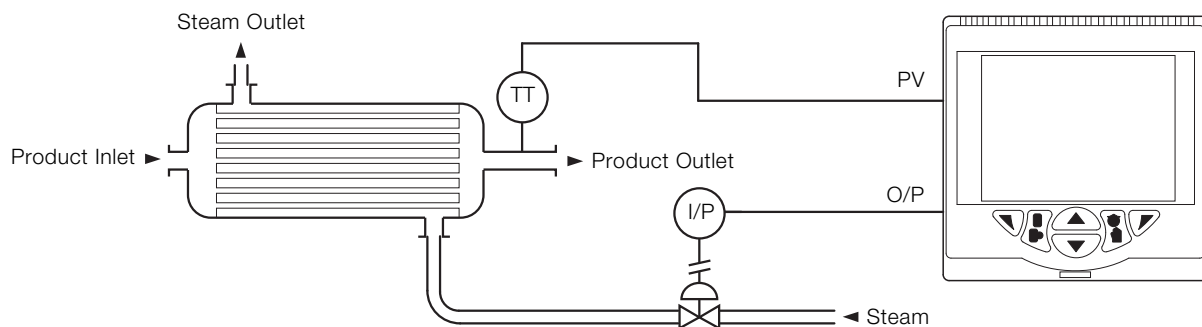 Steam Outlet
TT
PV
Product Inlet
Product Outlet
O/P
I/P
Steam